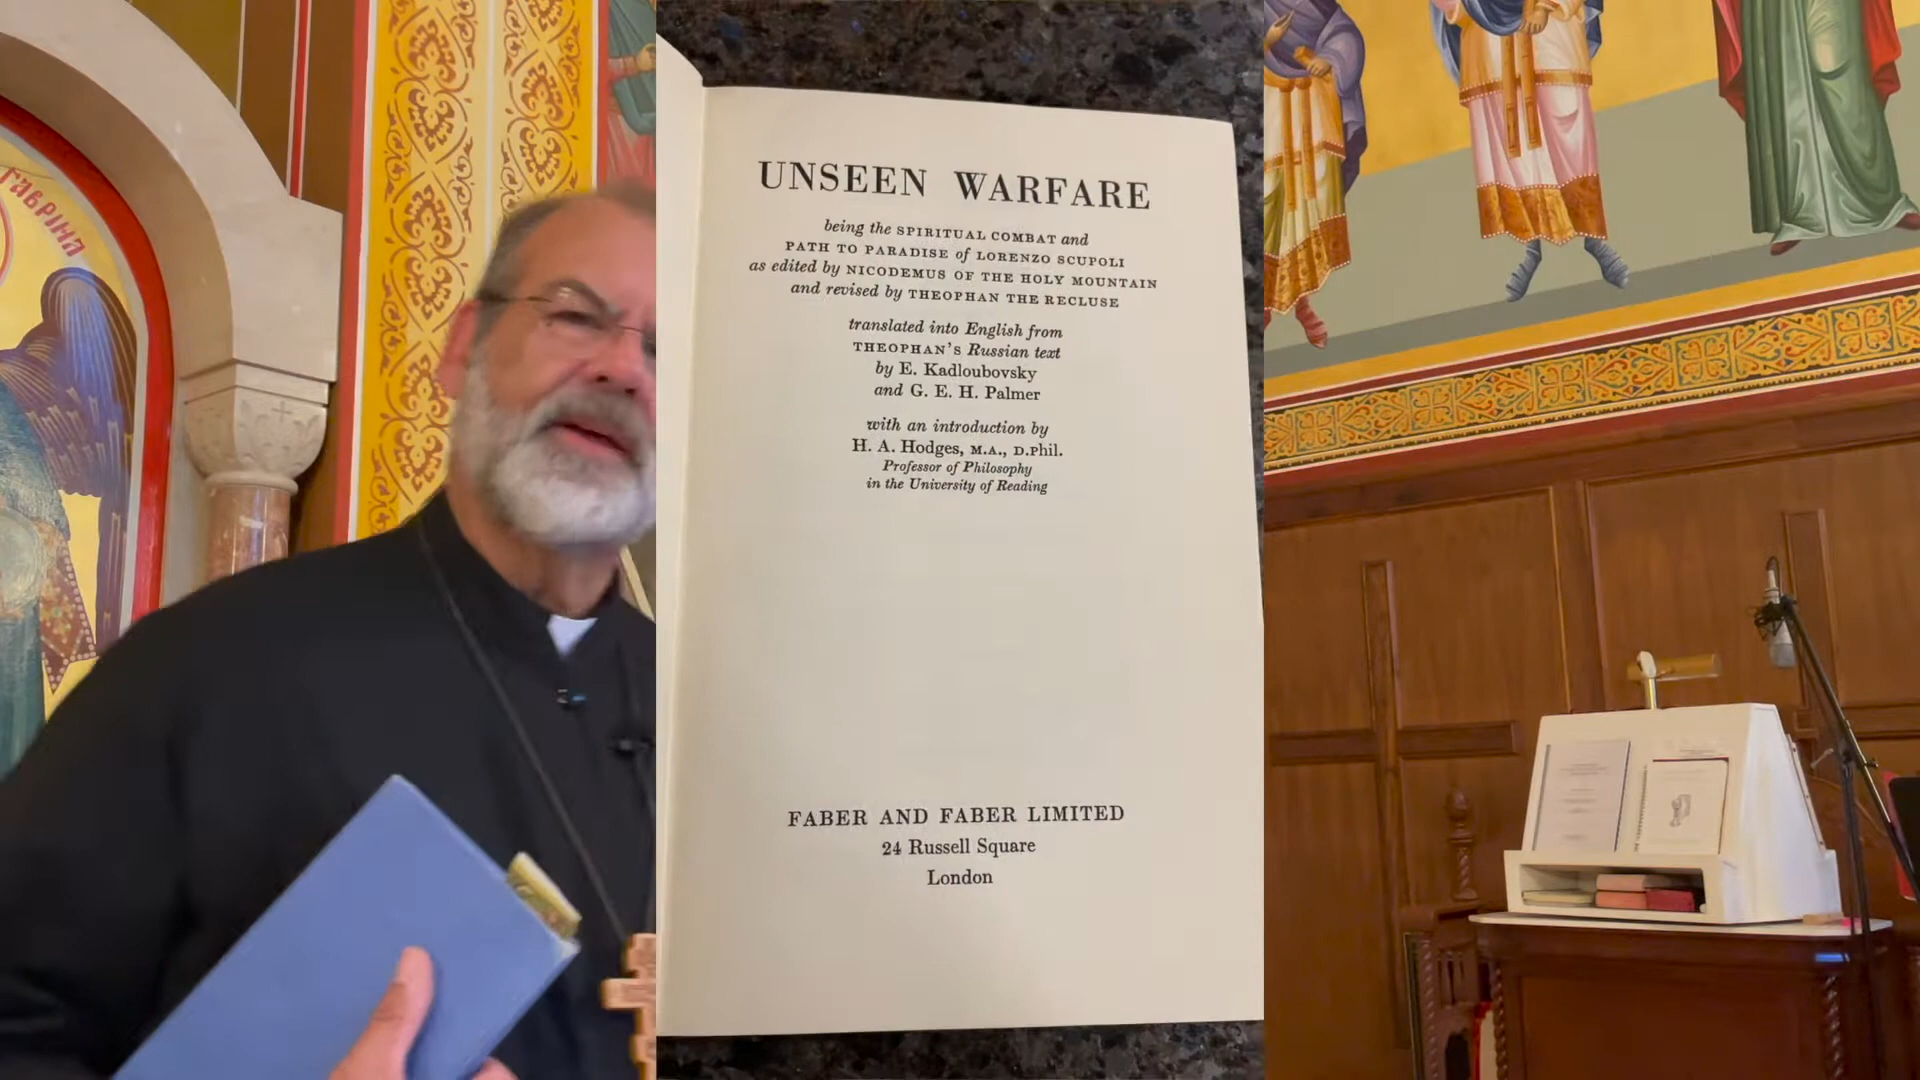 ГаВРІИЛ
UNSEEN WARFARE
being the SPIRITUAL COMBAT and
PATH TO PARADISE of LORENZO SCUPOLI
as edited by NICODEMUS OF THE HOLY MOUNTAIN
and revised by THEOPHAN THE RECLUSE
translated into English from
THEOPHAN'S Russian text
by E. Kadloubovsky
and G. E. H. Palmer
with an introduction by
H. A. Hodges, M.A., D.Phil.
Professor of Philosophy
in the University of Reading
FABER AND FABER LIMITED
24 Russell Square
London